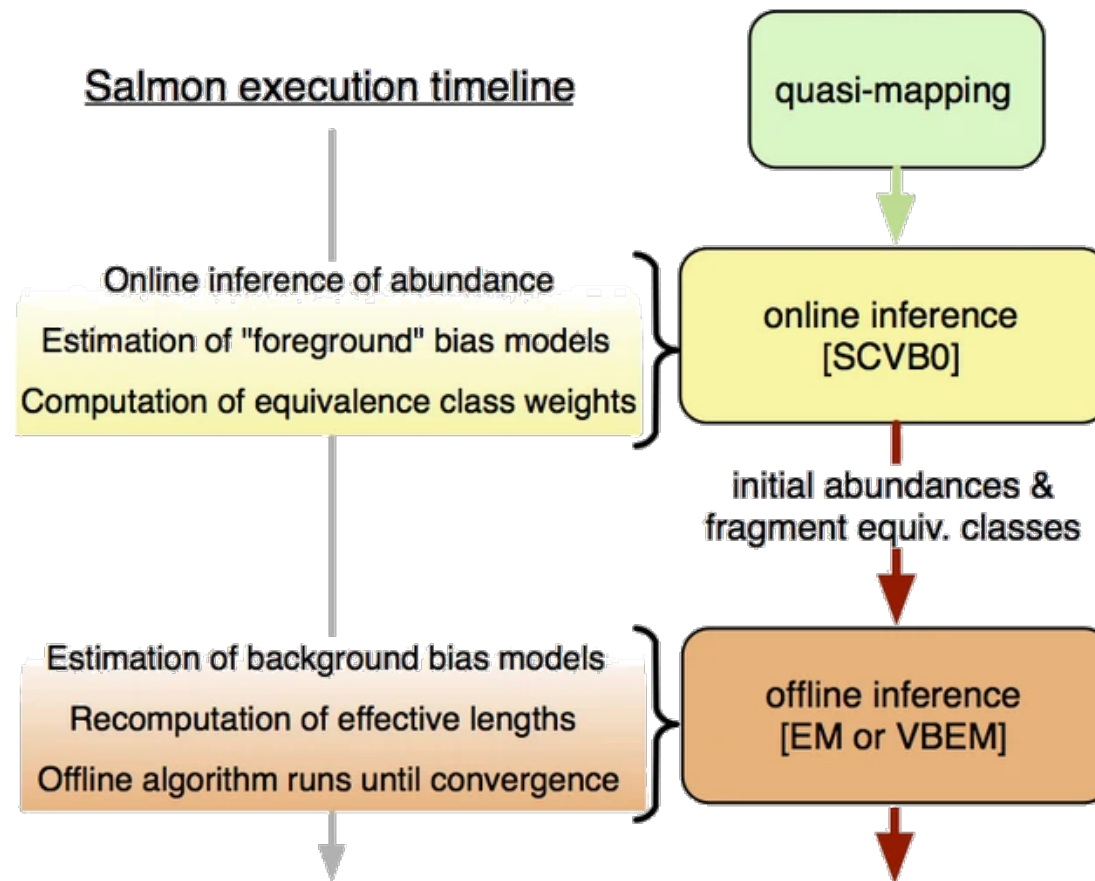 Salmon execution timeline
quasi-mapping
Online inference of abundance
Estimation of "foreground" bias models
Computation of equivalence class weights
online inference
[SCVB0]
initial abundances &
fragment equiv. classes
Estimation of background bias models
Recomputation of effective lengths
Offline algorithm runs until convergence
offline inference
[EM or VBEM]